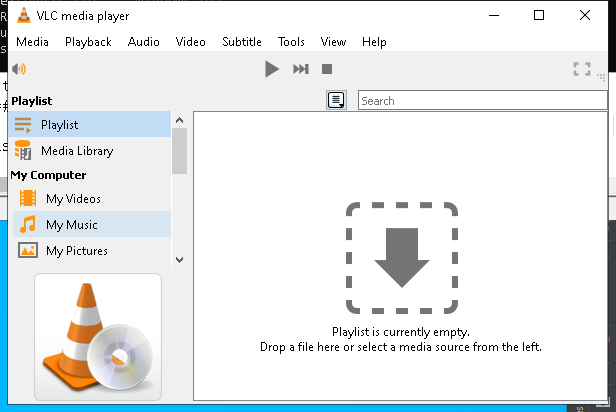 VLC media player
Media Playback Audio Video Subtitle Tools View Help
Playlist
Search
Playlist
Media Library
My Computer
My Videos
My Music
My Pictures
Playlist is currently empty.
Drop a file here or select a media source from the left.